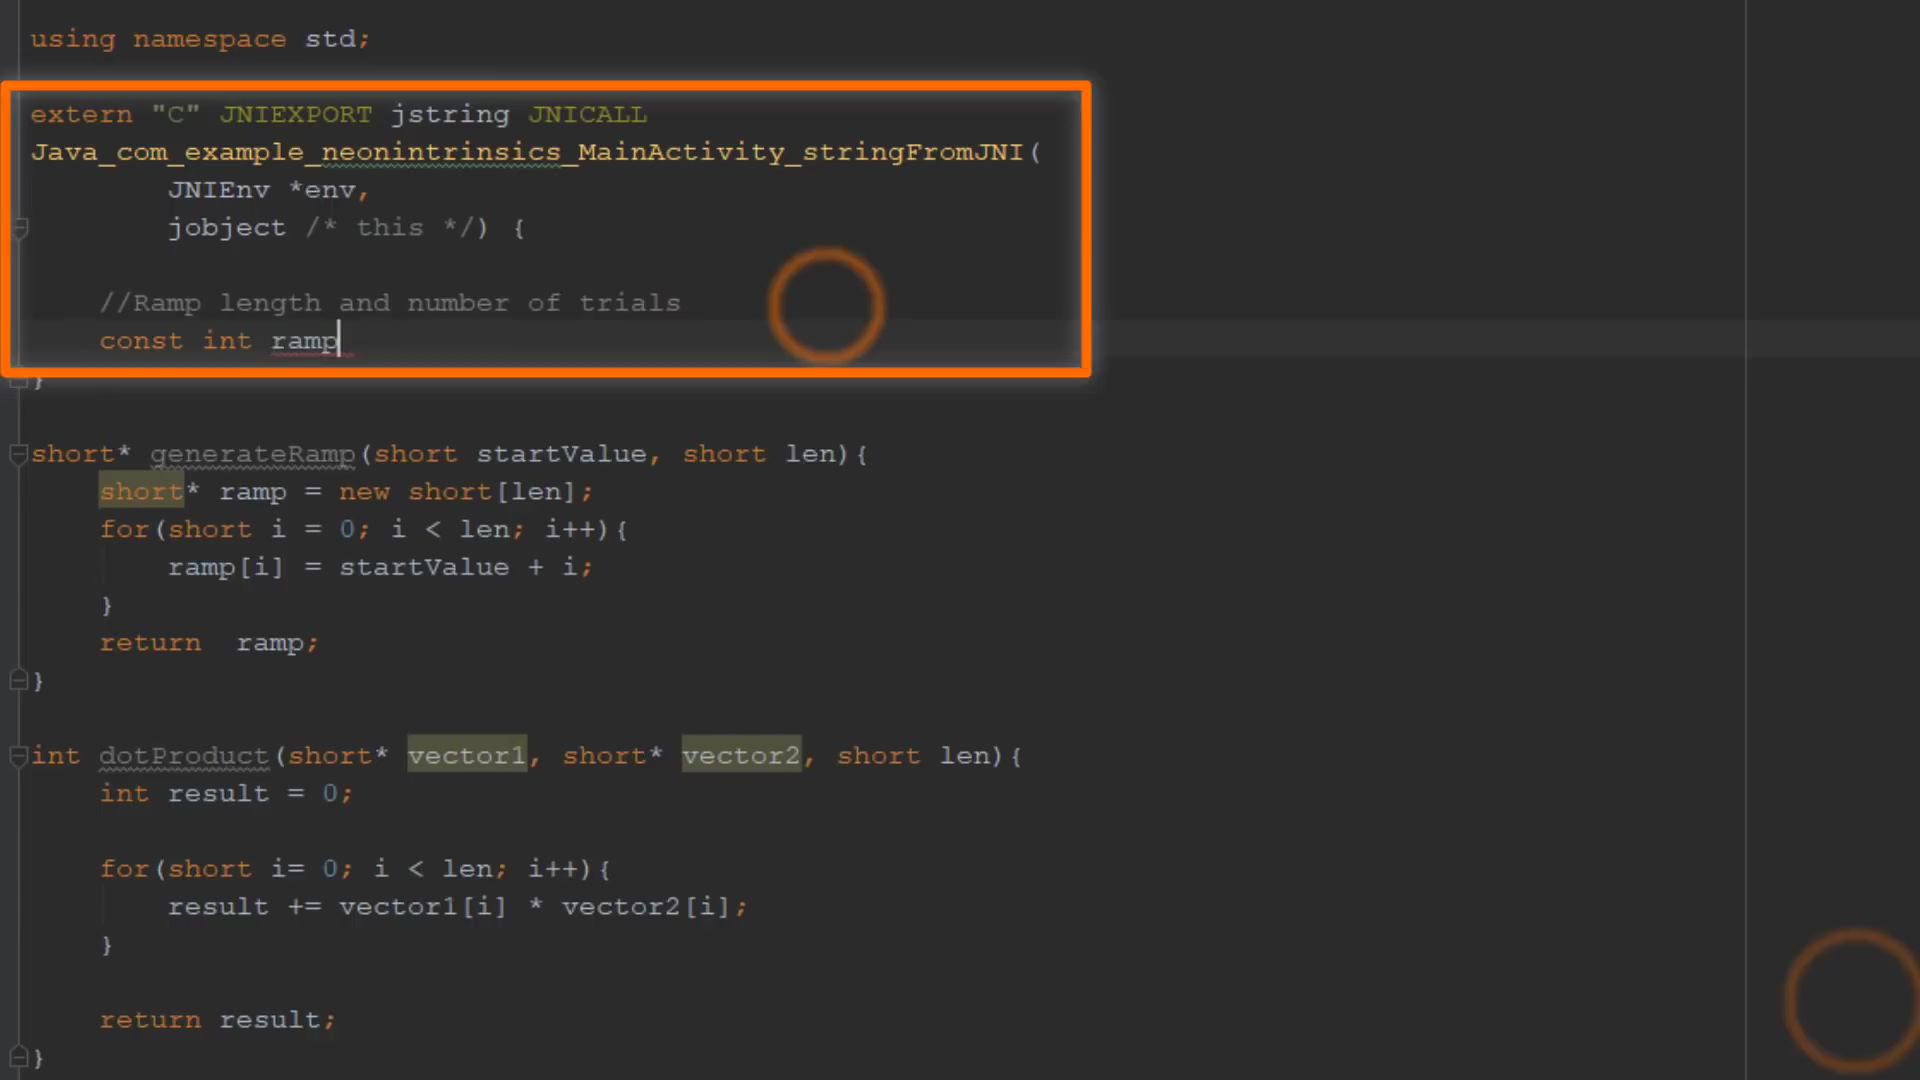 using namespace std;
extern "C" JNIEXPORT jstring JNICALL
Java_com_example_neonintrinsics_MainActivity_stringFromJNI(
JNIEnv *env,
jobject /* this */) {
//Ramp length and number of trials
const int ramp
}
short* generateRamp(short startValue, short len){
short* ramp = new short[len];
for(short i = 0; i < len; i++){
ramp[i] = startValue + i;
}
return  ramp;
}
int dotProduct(short* vector1, short* vector2, short len){
int result = 0;
for(short i= 0; i < len; i++){
result += vector1[i] * vector2[i];
}
return result;
}